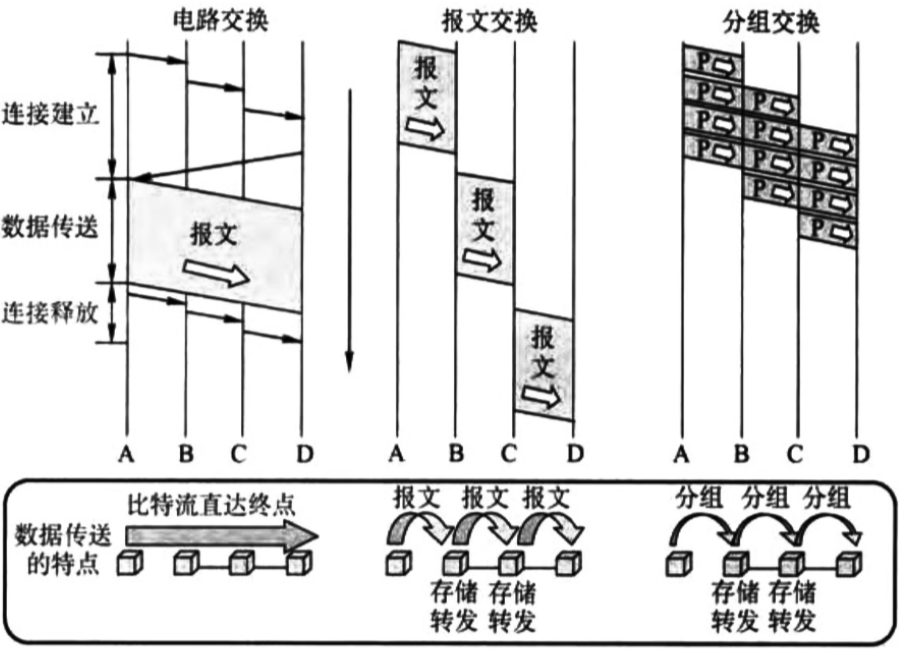 电路交换
报文交换
分组交换
连接建立
数据传送
连接释放
报文
报
文
报
文
报
文
P
P
P
P
P
P
P
P
P
P
P
P
A B C D
A B C D
A B C D
数据传送
的特点
比特流直达终点
报文 报文 报文
存储 存储
转发 转发
分组 分组 分组
存储 存储
转发 转发